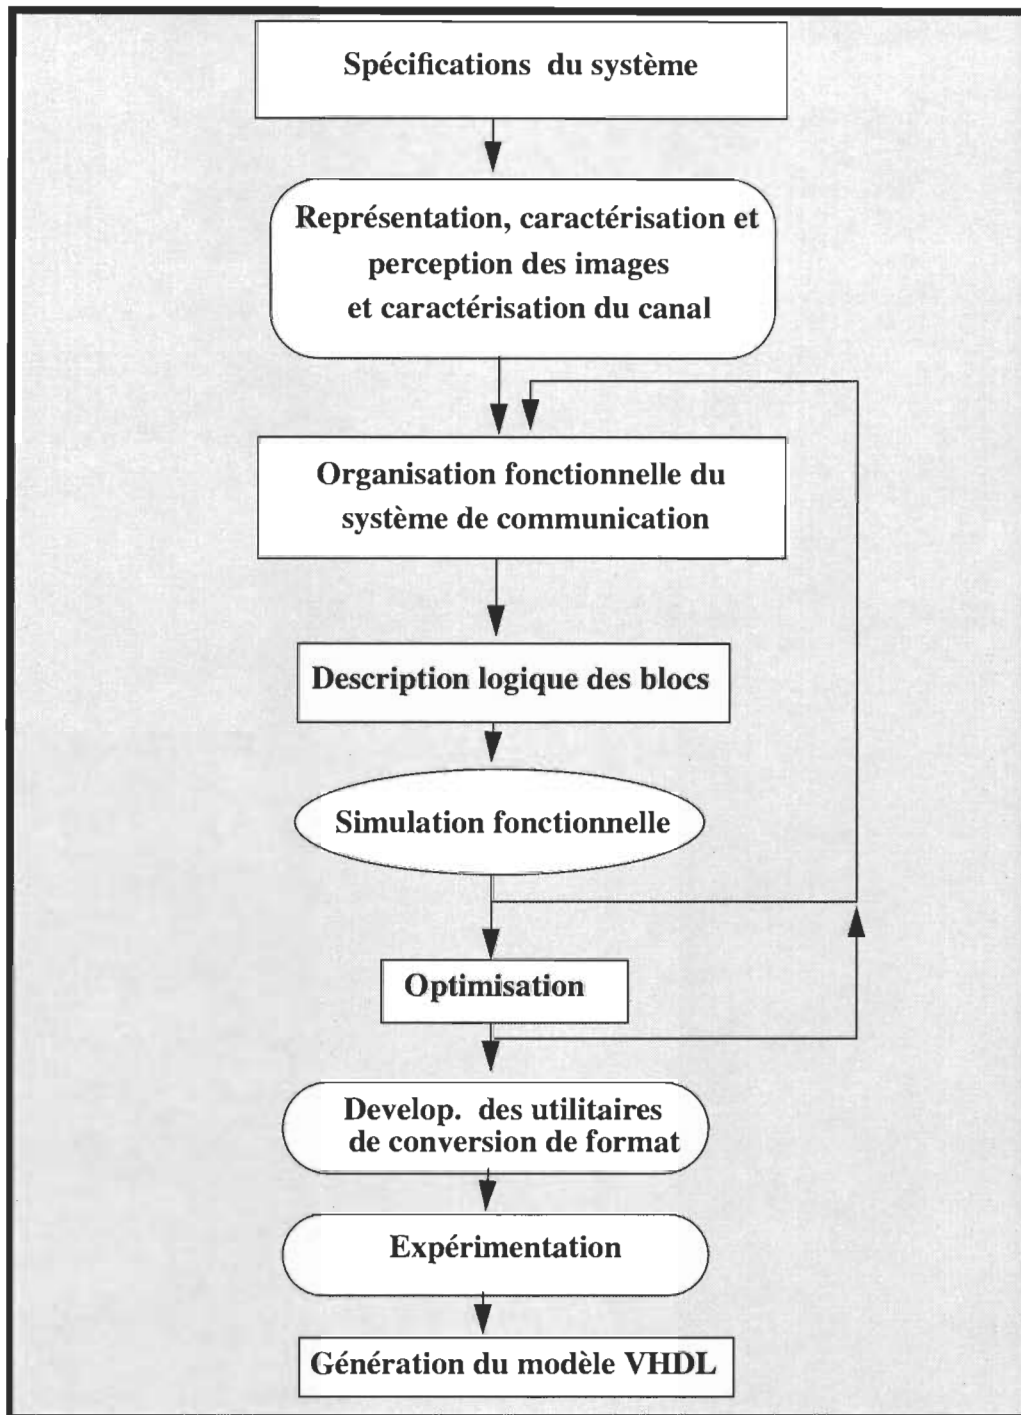 Spécifications du système
Représentation, caractérisation et
perception des images
et caractérisation du canal
Organisation fonctionnelle du
système de communication
Description logique des blocs
Simulation fonctionnelle
Optimisation
Develop. des utilitaires
de conversion de format
Expérimentation
Génération du modèle VHDL